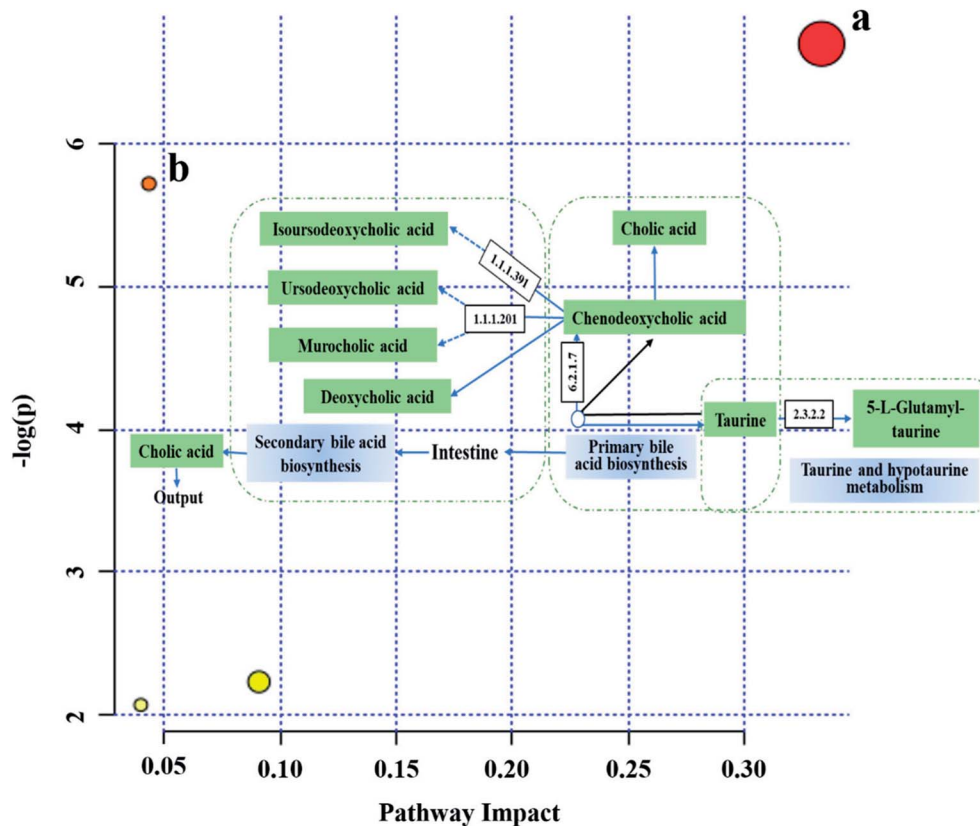 a
6
b
Isoursodeoxycholic acid
1.1.1.391
Cholic acid
5
Ursodeoxycholic acid
1.1.1.201
Chenodeoxycholic acid
Murocholic acid
6.2.1.7
Deoxycholic acid
-log(p)
4
Taurine
2.3.2.2
5-L-Glutamyl-
taurine
Cholic acid
Secondary bile acid
biosynthesis
Intestine
Primary bile
acid biosynthesis
Taurine and hypotaurine
metabolism
Output
3
2
0.05 0.10 0.15 0.20 0.25 0.30
Pathway Impact